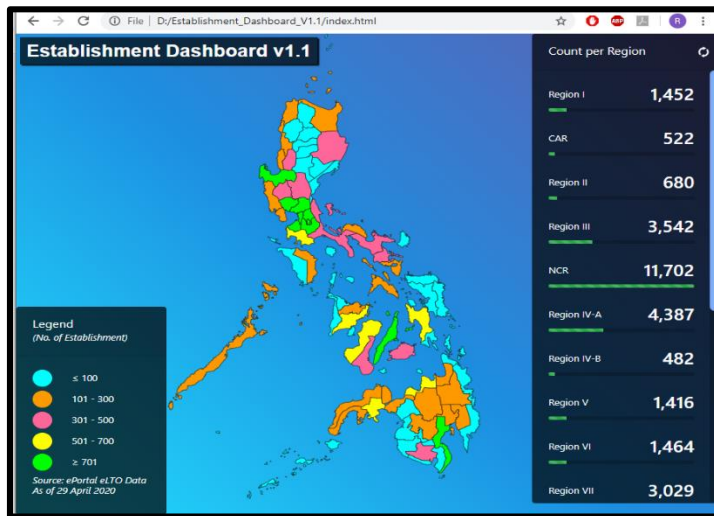 File | D:/Establishment_Dashboard_V1.1/index.html
ABP
R
Establishment Dashboard v1.1
Count per Region
Region I 1,452
CAR 522
Region II 680
Region III 3,542
NCR 11,702
Region IV-A 4,387
Region IV-B 482
Region V 1,416
Region VI 1,464
Region VII 3,029
Legend
(No. of Establishment)
≤ 100
101 - 300
301 - 500
501 - 700
≥ 701
Source: ePortal eLTO Data
As of 29 April 2020